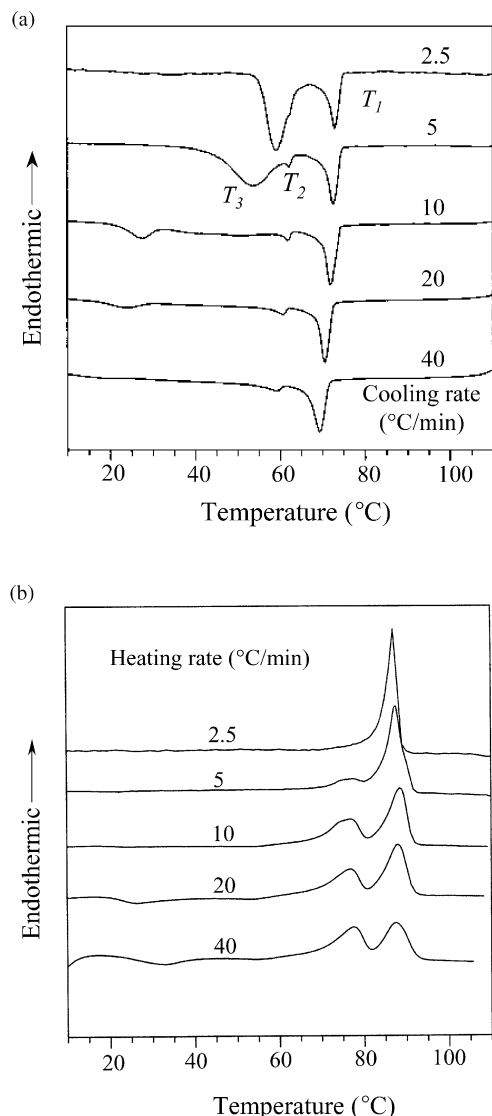 (a)
2.5
T1
5
T3
T2
10
20
40
Cooling rate
(°C/min)
Endothermic
20
40
60
80
100
Temperature (°C)
(b)
Heating rate (°C/min)
2.5
5
10
20
40
Endothermic
20
40
60
80
100
Temperature (°C)